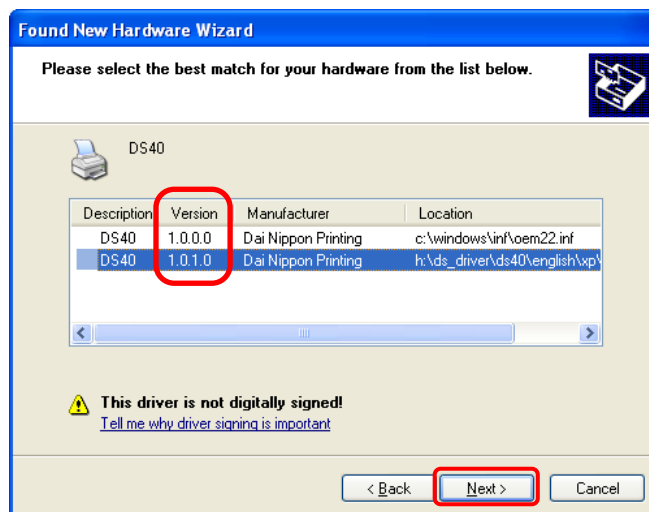 Found New Hardware Wizard
Please select the best match for your hardware from the list below.
DS40
Description Version Manufacturer Location
DS40 1.0.0.0 Dai Nippon Printing c:\windows\inf\oem22.inf
DS40 1.0.1.0 Dai Nippon Printing h:\ds_driver\ds40\english\xp\
This driver is not digitally signed!
Tell me why driver signing is important
< Back Next > Cancel